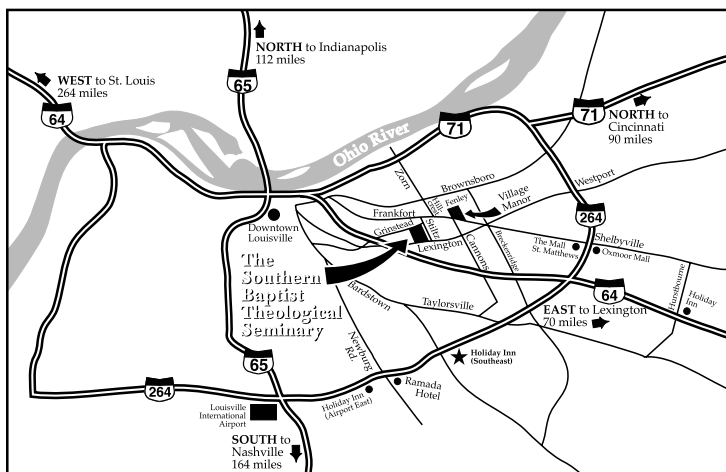 NORTH to Indianapolis
112 miles
WEST to St. Louis
264 miles
65
64
71
71
NORTH to
Cincinnati
90 miles
Ohio River
Zorn
Brownsboro
Westport
Hillcrest
Fenley
Village
Manor
Frankfort
Grinstead
Stiltz
Lexington
Cannons
Breckenridge
264
Downtown
Louisville
The Mall
St. Matthews
Shelbyville
Oxmoor Mall
The
Southern
Baptist
Theological
Seminary
Bardstown
Taylorsville
64
Hurstbourne
Holiday
Inn
EAST to Lexington
70 miles
Newburg
Rd.
Holiday Inn
(Southeast)
65
264
Ramada
Hotel
Holiday Inn
(Airport East)
Louisville
International
Airport
SOUTH to
Nashville
164 miles